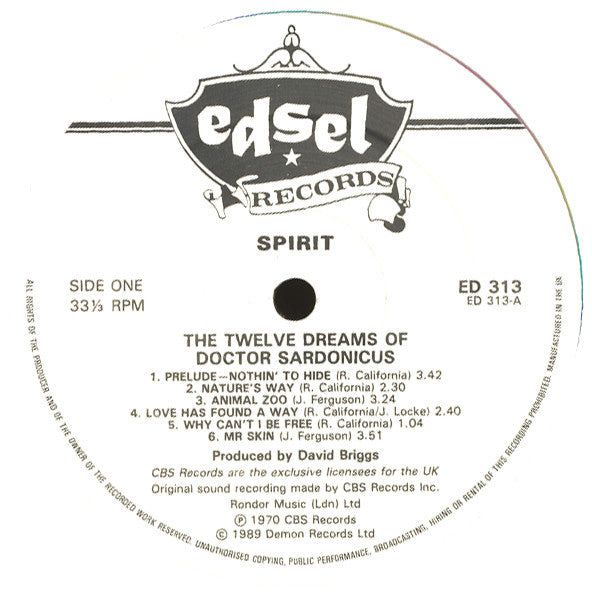 edsel
RECORDS
SPIRIT
SIDE ONE
33⅓ RPM
ED 313
ED 313-A
THE TWELVE DREAMS OF
DOCTOR SARDONICUS
1. PRELUDE—NOTHIN' TO HIDE (R. California) 3.42
2. NATURE'S WAY (R. California) 2.30
3. ANIMAL ZOO (J. Ferguson) 3.24
4. LOVE HAS FOUND A WAY (R. California/J. Locke) 2.40
5. WHY CAN'T I BE FREE (R. California) 1.04
6. MR SKIN (J. Ferguson) 3.51
Produced by David Briggs
CBS Records are the exclusive licensees for the UK
Original sound recording made by CBS Records Inc.
Rondor Music (Ldn) Ltd
℗ 1970 CBS Records
© 1989 Demon Records Ltd
ALL RIGHTS OF THE PRODUCER AND OF THE OWNER OF THE RECORDED WORK RESERVED. UNAUTHORISED COPYING, PUBLIC PERFORMANCE, BROADCASTING, HIRING OR RENTAL OF THIS RECORDING PROHIBITED. MANUFACTURED IN THE UK